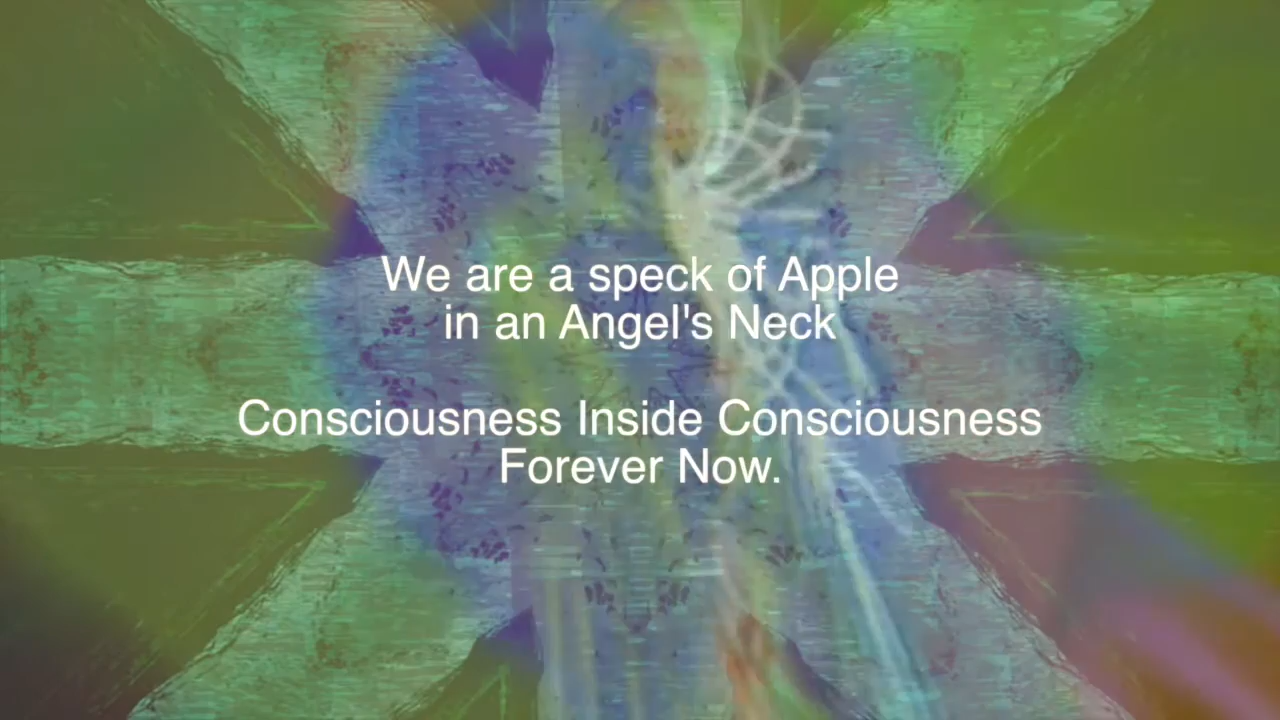 We are a speck of Apple
in an Angel's Neck
Consciousness Inside Consciousness
Forever Now.